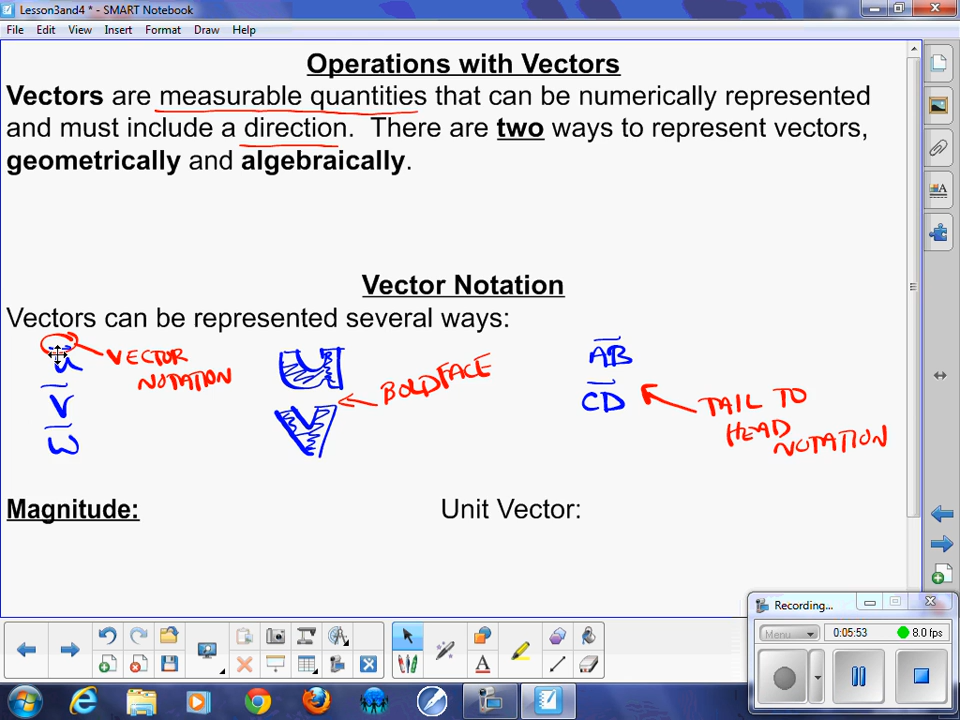 Lesson3and4 * - SMART Notebook
File Edit View Insert Format Draw Help
Operations with Vectors
Vectors are measurable quantities that can be numerically represented
and must include a direction. There are two ways to represent vectors,
geometrically and algebraically.
Vector Notation
Vectors can be represented several ways:
u
v
w
VECTOR
NOTATION
U
V
BOLDFACE
AB
CD
TAIL TO
HEAD
NOTATION
Magnitude:
Unit Vector:
Recording...
Menu
0:05:53
8.0 fps